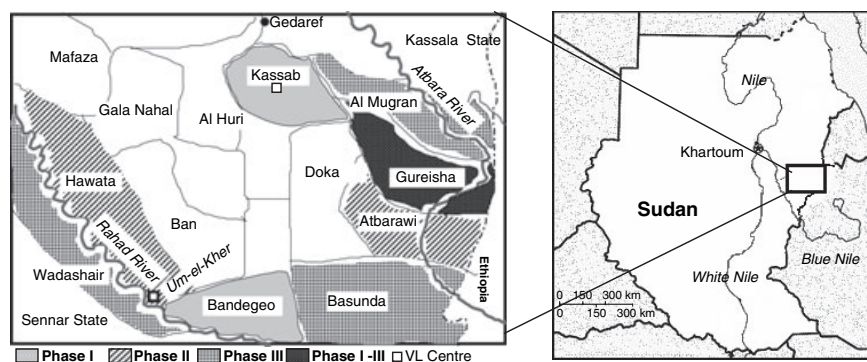 Gedaref
Mafaza
Kassala State
Kassab
Atbara River
Gala Nahal
Al Huri
Al Mugran
Doka
Gureisha
Hawata
Ban
Atbarawi
Rahad River
Um-el-Kher
Wadashair
Ethiopia
Bandegeo
Basunda
Sennar State
Phase I Phase II Phase III Phase I -III VL Centre
Nile
Khartoum
Sudan
Blue Nile
White Nile
0 150 300 km
150 300 km